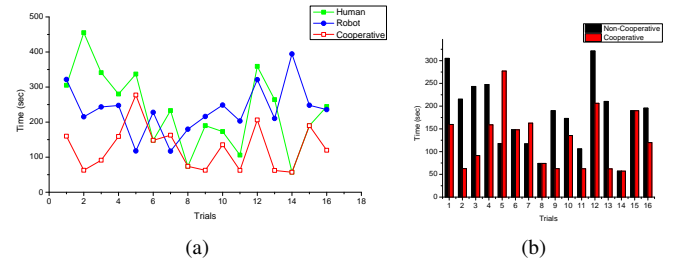 Human
Robot
Cooperative
500
400
300
200
100
0
Time (sec)
0 2 4 6 8 10 12 14 16 18
Trials
(a)
Non-Cooperative
Cooperative
300
250
200
150
100
50
0
Time (sec)
1 2 3 4 5 6 7 8 9 10 11 12 13 14 15 16
Trials
(b)